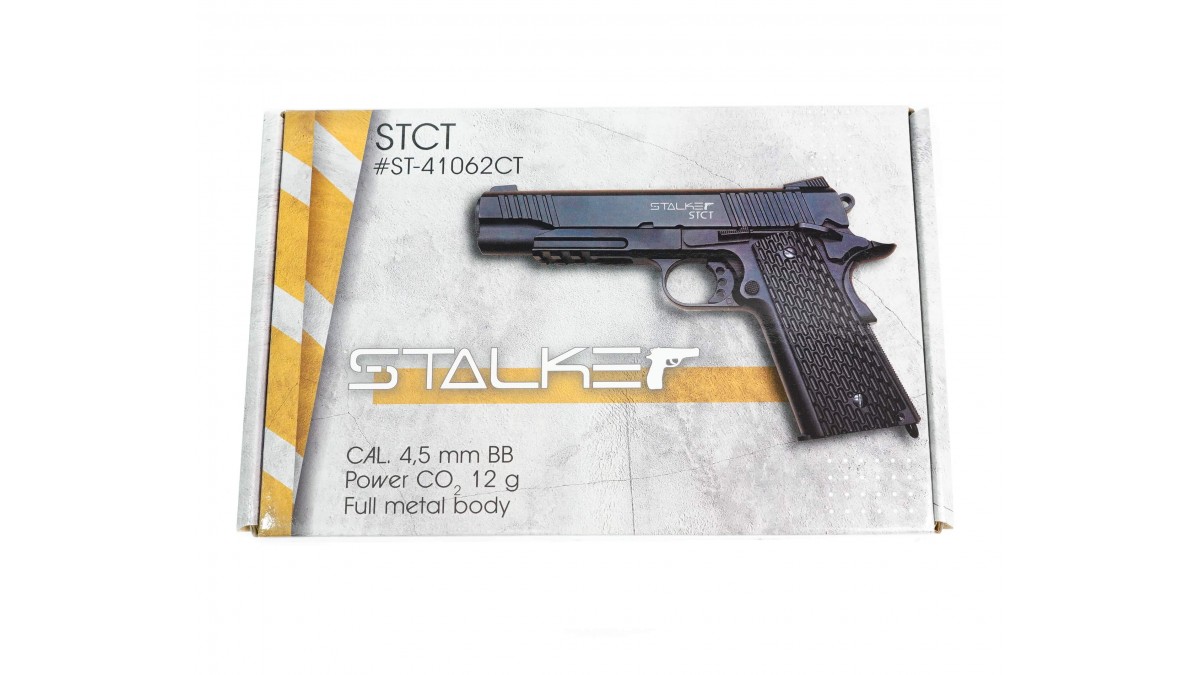 STCT
#ST-41062CT
STALKER
STCT
STALKER
CAL. 4,5 mm BB
Power CO₂ 12 g
Full metal body